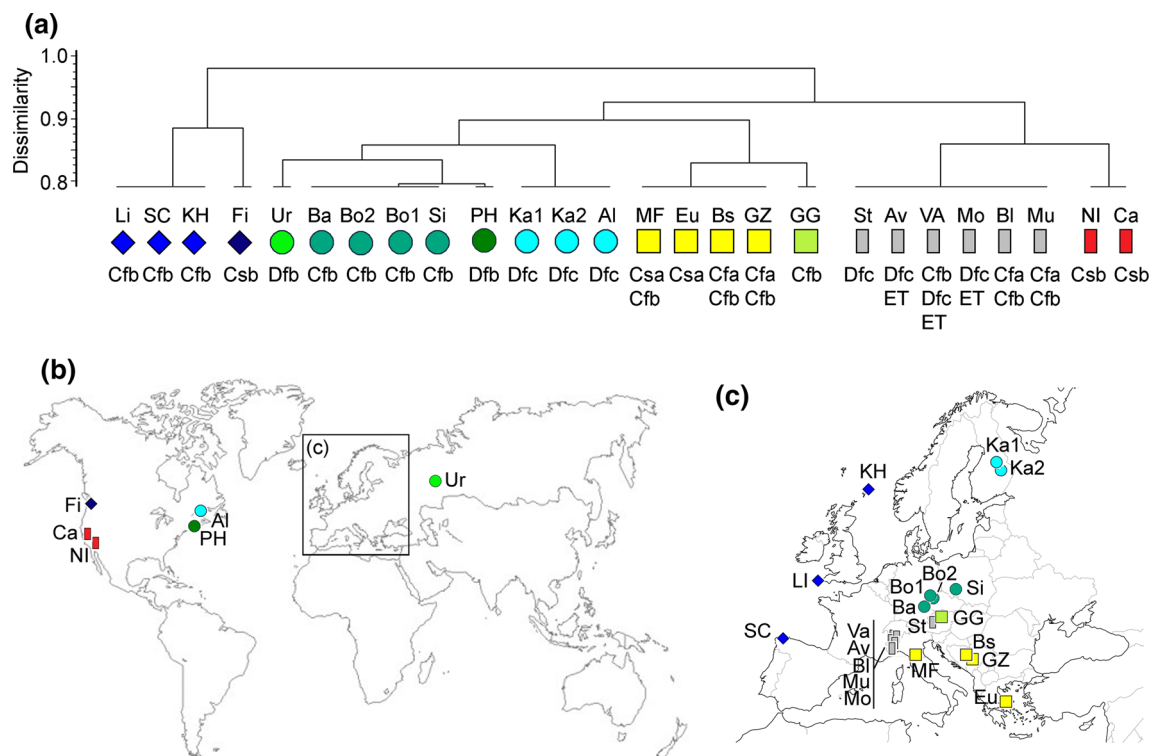 (a)
1.0
0.9
0.8
Dissimilarity
Li SC KH Fi Ur Ba Bo2 Bo1 Si PH Ka1 Ka2 Al MF Eu Bs GZ GG St Av VA Mo Bl Mu NI Ca
Cfb Cfb Cfb Csb Dfb Cfb Cfb Cfb Cfb Dfb Dfc Dfc Dfc Csa Csa Cfa Cfa Cfb Dfc Dfc Cfb Dfc Cfa Cfa Csb Csb
Cfb Cfb Cfb ET Dfc ET Cfb Cfb
ET
(b)
(c)
Ur
Fi
Ca
NI
Al
PH
(c)
Ka1
Ka2
KH
LI
Bo2
Bo1
Si
Ba
St
GG
SC
Va
Av
Bl
Mu
Mo
Bs
GZ
MF
Eu